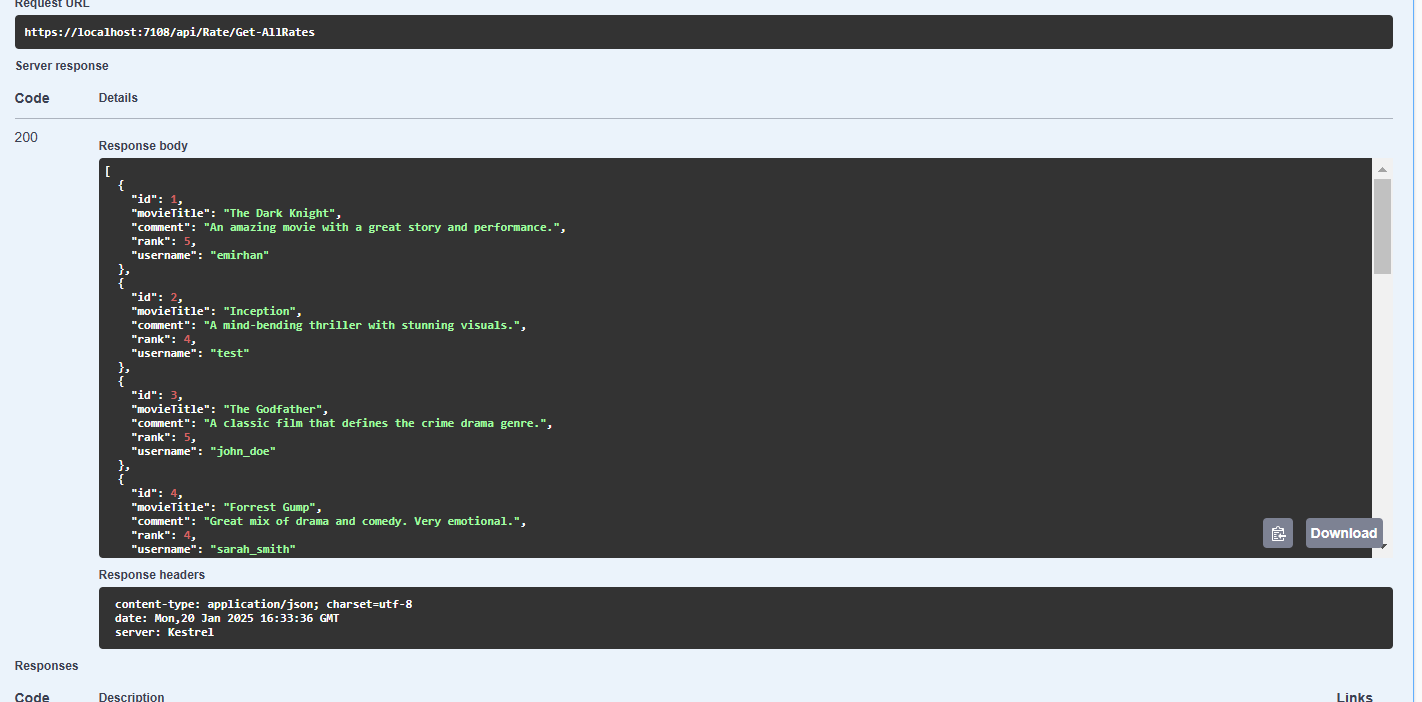 Request URL
https://localhost:7108/api/Rate/Get-AllRates
Server response
Code Details
200
Response body
[
  {
    "id": 1,
    "movieTitle": "The Dark Knight",
    "comment": "An amazing movie with a great story and performance.",
    "rank": 5,
    "username": "emirhan"
  },
  {
    "id": 2,
    "movieTitle": "Inception",
    "comment": "A mind-bending thriller with stunning visuals.",
    "rank": 4,
    "username": "test"
  },
  {
    "id": 3,
    "movieTitle": "The Godfather",
    "comment": "A classic film that defines the crime drama genre.",
    "rank": 5,
    "username": "john_doe"
  },
  {
    "id": 4,
    "movieTitle": "Forrest Gump",
    "comment": "Great mix of drama and comedy. Very emotional.",
    "rank": 4,
    "username": "sarah_smith"
Download
Response headers
content-type: application/json; charset=utf-8
date: Mon,20 Jan 2025 16:33:36 GMT
server: Kestrel
Responses
Code Description Links